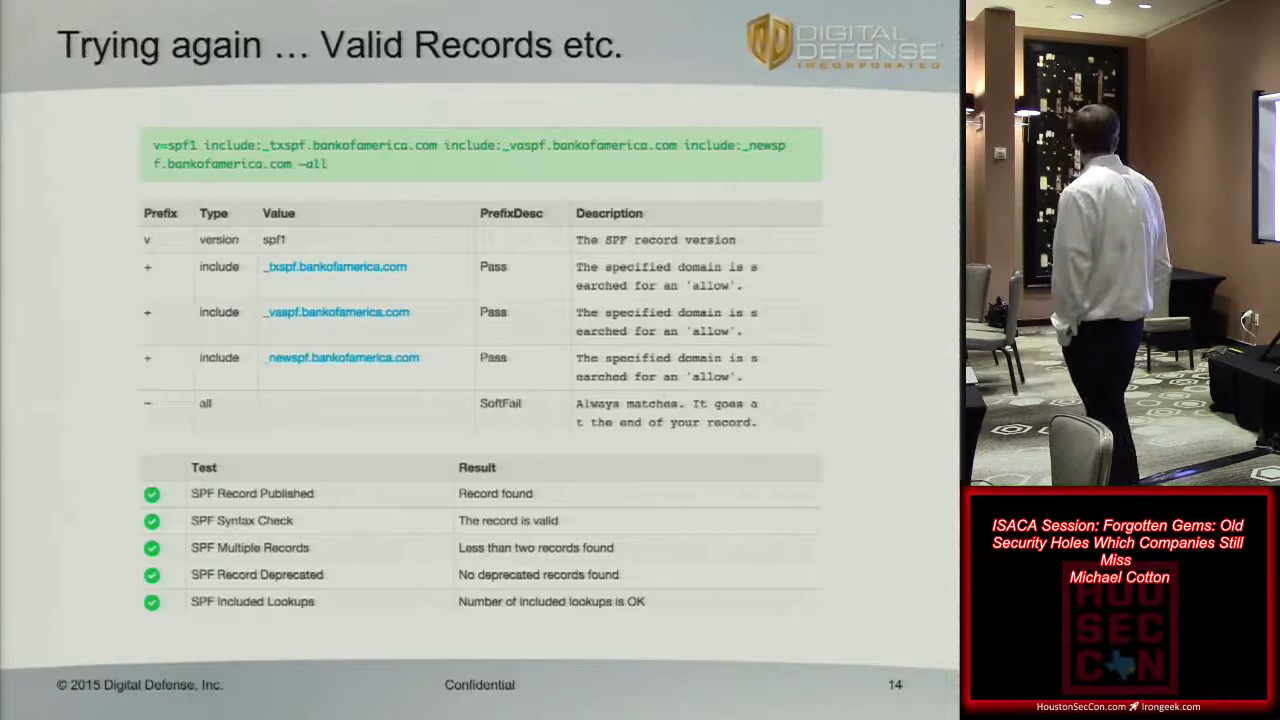 Trying again … Valid Records etc.
DIGITAL
DEFENSE
INCORPORATED
v=spf1 include:_txspf.bankofamerica.com include:_vaspf.bankofamerica.com include:_newsp
f.bankofamerica.com ~all
Prefix Type Value PrefixDesc Description
v version spf1 The SPF record version
+ include _txspf.bankofamerica.com Pass The specified domain is s
earched for an 'allow'.
+ include _vaspf.bankofamerica.com Pass The specified domain is s
earched for an 'allow'.
+ include _newspf.bankofamerica.com Pass The specified domain is s
earched for an 'allow'.
~ all SoftFail Always matches. It goes a
t the end of your record.
Test Result
SPF Record Published Record found
SPF Syntax Check The record is valid
SPF Multiple Records Less than two records found
SPF Record Deprecated No deprecated records found
SPF Included Lookups Number of included lookups is OK
© 2015 Digital Defense, Inc. Confidential 14
ISACA Session: Forgotten Gems: Old
Security Holes Which Companies Still
Miss
Michael Cotton
HOU
SEC
C N
HoustonSecCon.com Irongeek.com